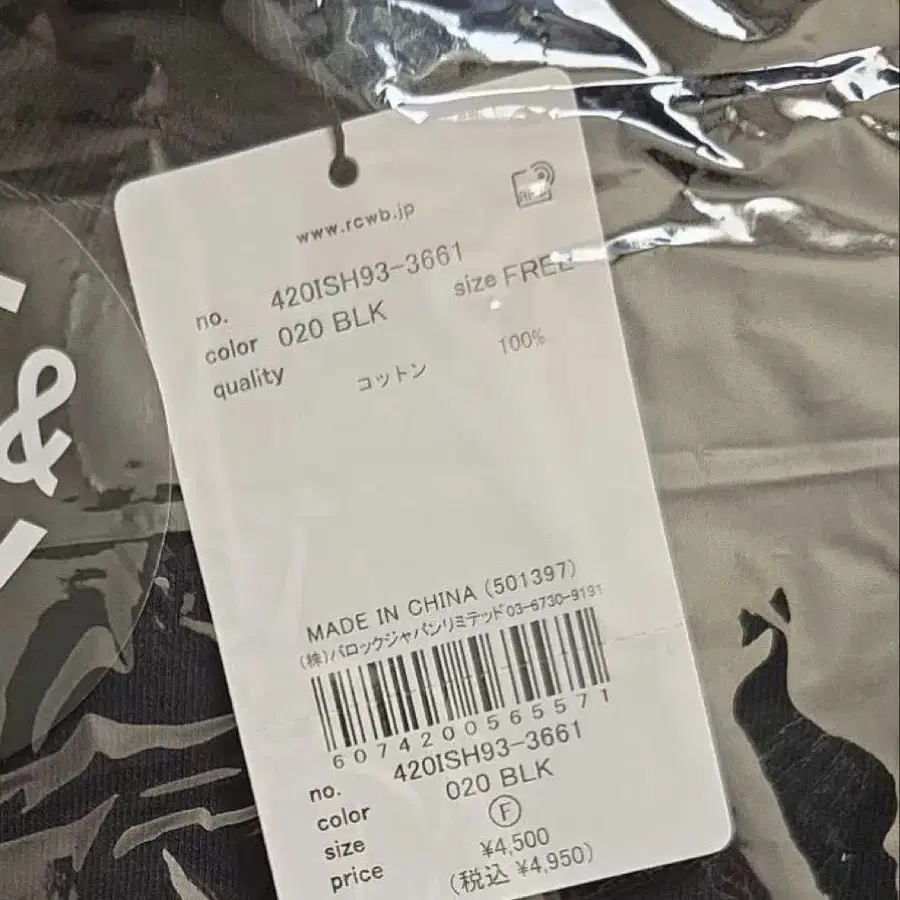 www.rcwb.jp
no. 420ISH93-3661
color 020 BLK size FREE
quality コットン 100%
&
MADE IN CHINA (501397)
(株)バロックジャパンリミテッド03-6730-9191
6074200565571
no. 420ISH93-3661
color 020 BLK
size Ⓕ
price ¥4,500
(税込 ¥4,950)